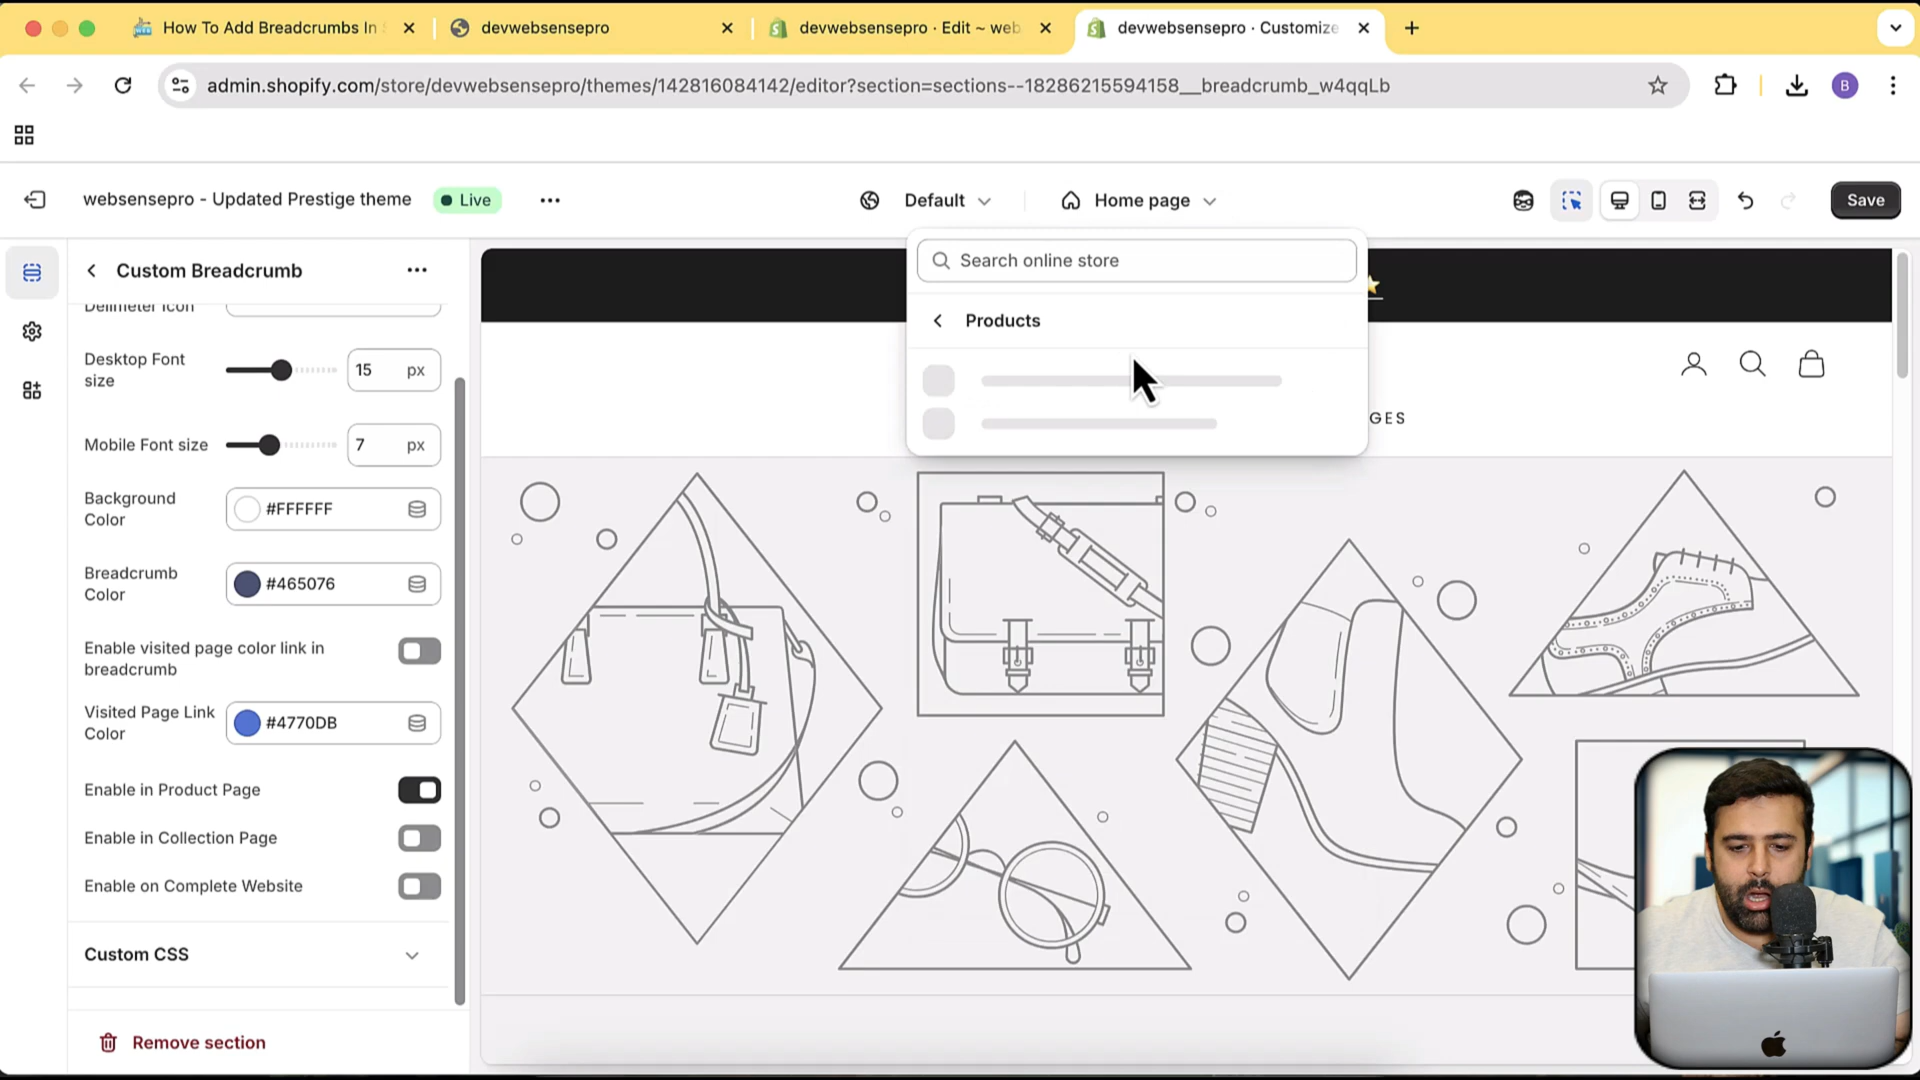 How To Add Breadcrumbs In S
devwebsensepro
devwebsensepro · Edit ~ web
devwebsensepro · Customize
admin.shopify.com/store/devwebsensepro/themes/142816084142/editor?section=sections--18286215594158__breadcrumb_w4qqLb
B
websensepro - Updated Prestige theme
Live
Default
Home page
Save
Custom Breadcrumb
Delimeter Icon
Desktop Font
size
15 px
Mobile Font size
7 px
Background
Color
#FFFFFF
Breadcrumb
Color
#465076
Enable visited page color link in
breadcrumb
Visited Page Link
Color
#4770DB
Enable in Product Page
Enable in Collection Page
Enable on Complete Website
Custom CSS
Remove section
Search online store
Products
GES